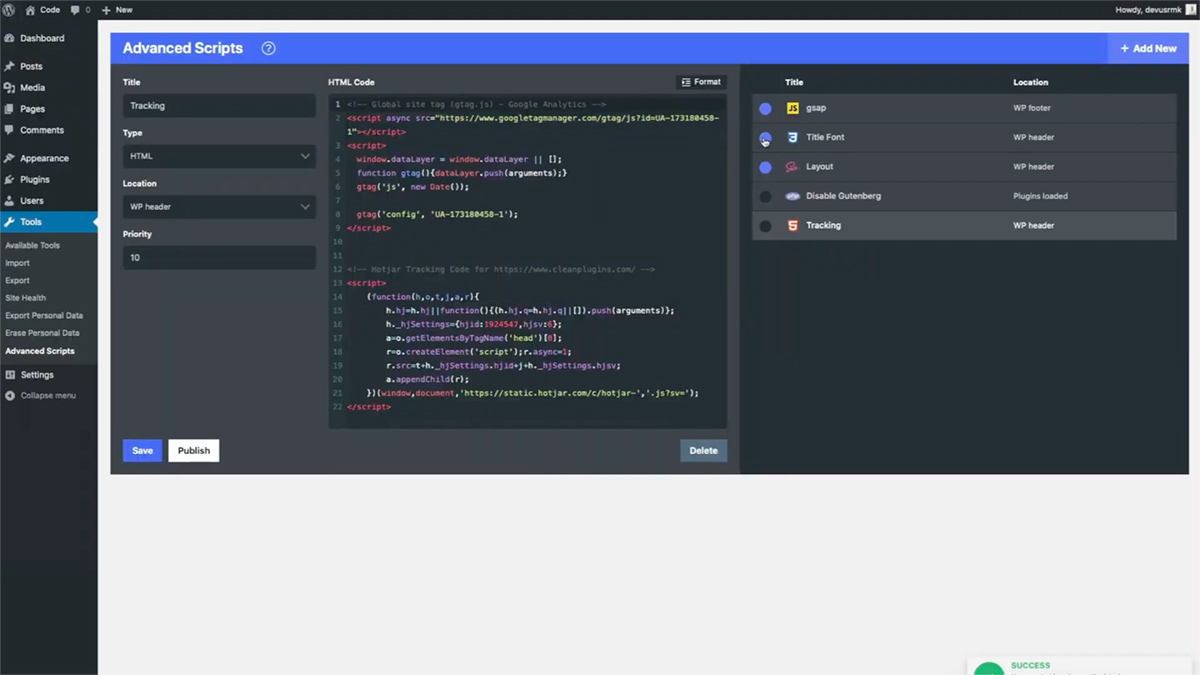 Code 0 New Howdy, devusrmk
Dashboard
Posts
Media
Pages
Comments
Appearance
Plugins
Users
Tools
Available Tools
Import
Export
Site Health
Export Personal Data
Erase Personal Data
Advanced Scripts
Settings
Collapse menu
Advanced Scripts ?
+ Add New
Title
Tracking
Type
HTML
Location
WP header
Priority
10
HTML Code
Format
1 <!-- Global site tag (gtag.js) - Google Analytics -->
2 <script async src="https://www.googletagmanager.com/gtag/js?id=UA-173180458-
1"></script>
3 <script>
4 window.dataLayer = window.dataLayer || [];
5 function gtag(){dataLayer.push(arguments);}
6 gtag('js', new Date());
7
8 gtag('config', 'UA-173180458-1');
9 </script>
10
11
12 <!-- Hotjar Tracking Code for https://www.cleanplugins.com/ -->
13 <script>
14 (function(h,o,t,j,a,r){
15 h.hj=h.hj||function(){(h.hj.q=h.hj.q||[]).push(arguments)};
16 h._hjSettings={hjid:1924547,hjsv:6};
17 a=o.getElementsByTagName('head')[0];
18 r=o.createElement('script');r.async=1;
19 r.src=t+h._hjSettings.hjid+j+h._hjSettings.hjsv;
20 a.appendChild(r);
21 })(window,document,'https://static.hotjar.com/c/hotjar-','.js?sv=');
22 </script>
Save
Publish
Delete
Title Location
JS gsap WP footer
3 Title Font WP header
Sass Layout WP header
php Disable Gutenberg Plugins loaded
5 Tracking WP header
SUCCESS